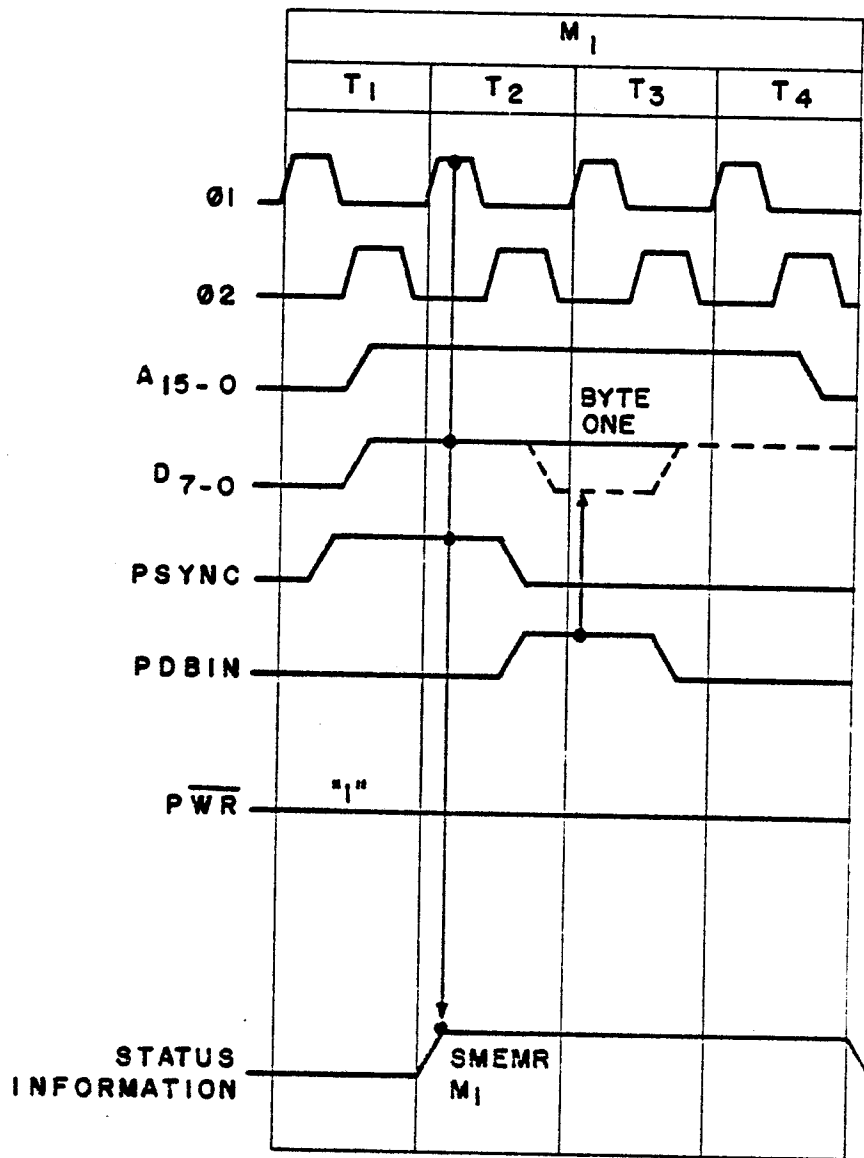 M1
T1 T2 T3 T4
Ø1
Ø2
A15-0
BYTE
ONE
D7-0
PSYNC
PDBIN
PW̅R̅ "1"
STATUS
INFORMATION
SMEMR
M1